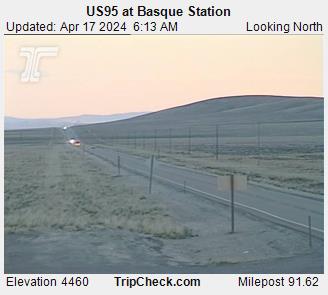 US95 at Basque Station
Updated: Apr 17 2024 6:13 AM Looking North
Elevation 4460 TripCheck.com Milepost 91.62